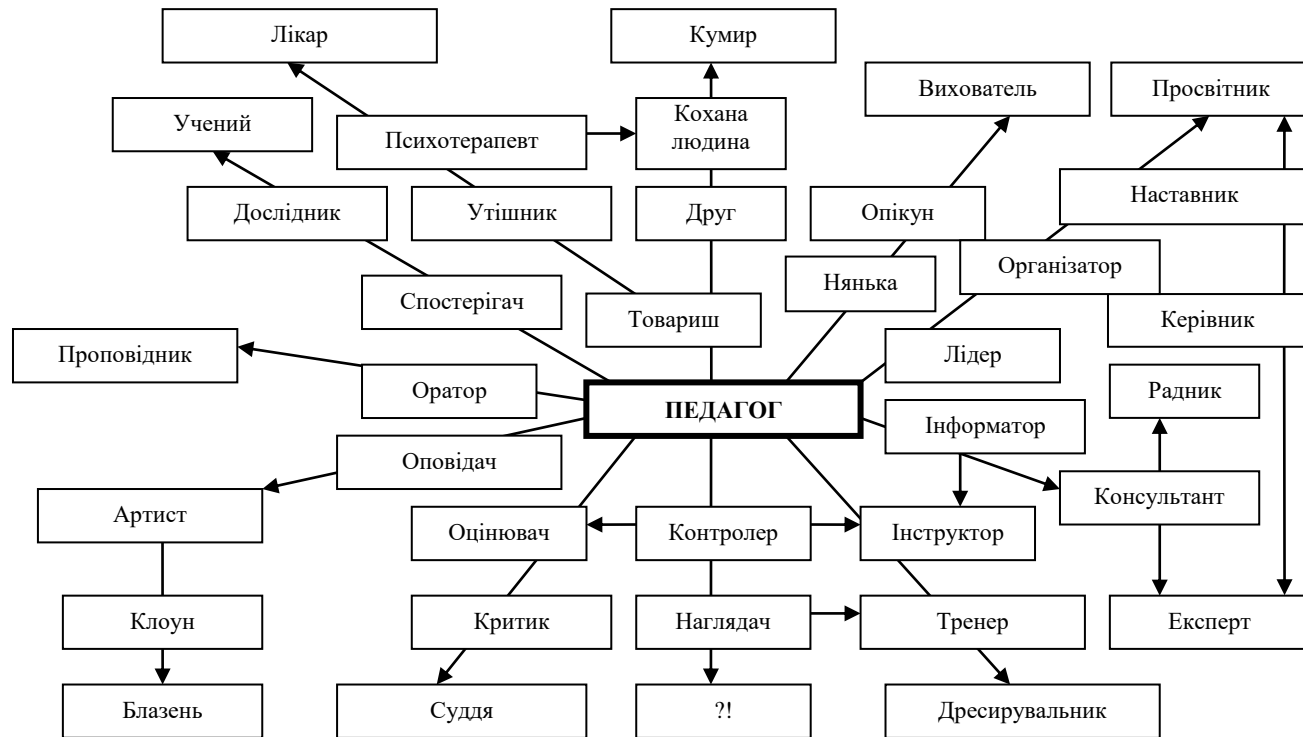 Лікар
Кумир
Вихователь
Просвітник
Учений
Психотерапевт
Кохана
людина
Дослідник
Утішник
Друг
Опікун
Наставник
Організатор
Спостерігач
Товариш
Нянька
Керівник
Проповідник
Оратор
Лідер
ПЕДАГОГ
Радник
Інформатор
Оповідач
Артист
Консультант
Оцінювач
Контролер
Інструктор
Клоун
Критик
Наглядач
Тренер
Експерт
Блазень
Суддя
?!
Дресирувальник